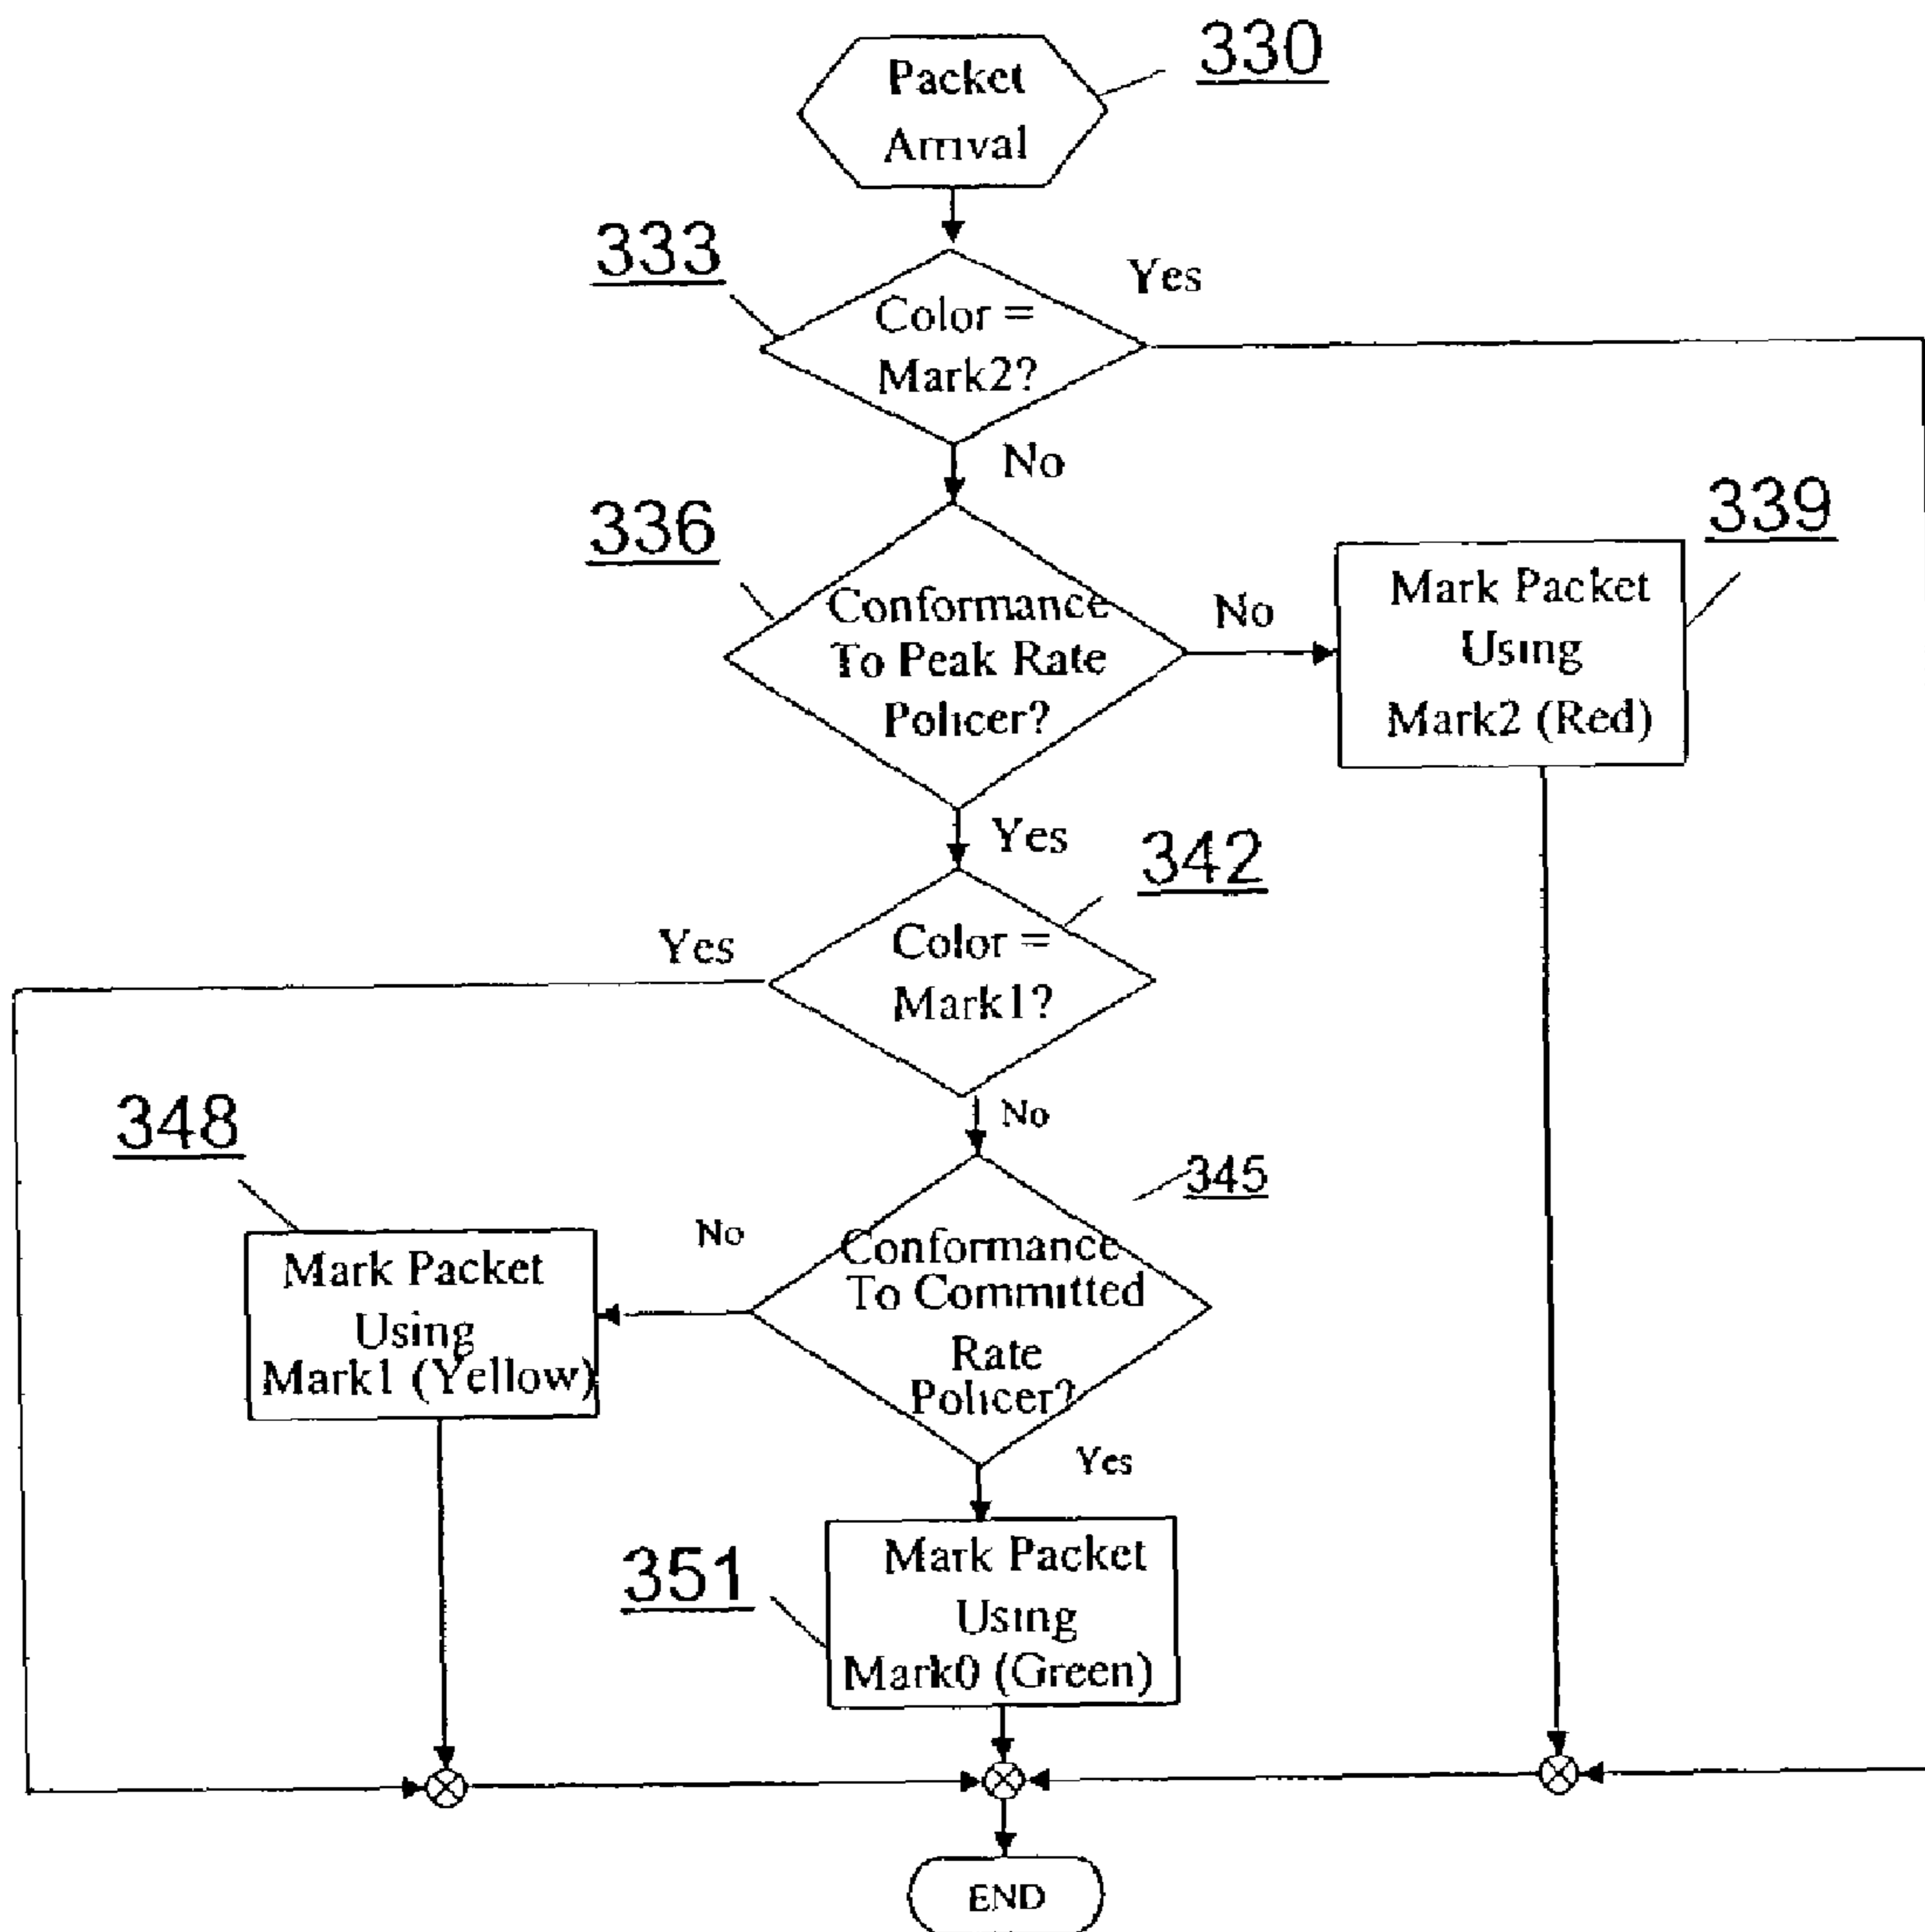 330
Packet
Arrival
333
Color =
Mark2?
Yes
No
336
Conformance
To Peak Rate
Policer?
No
339
Mark Packet
Using
Mark2 (Red)
Yes
342
Color =
Mark1?
Yes
No
345
348
No
Conformance
To Committed
Rate
Policer?
Mark Packet
Using
Mark1 (Yellow)
Yes
351
Mark Packet
Using
Mark0 (Green)
END